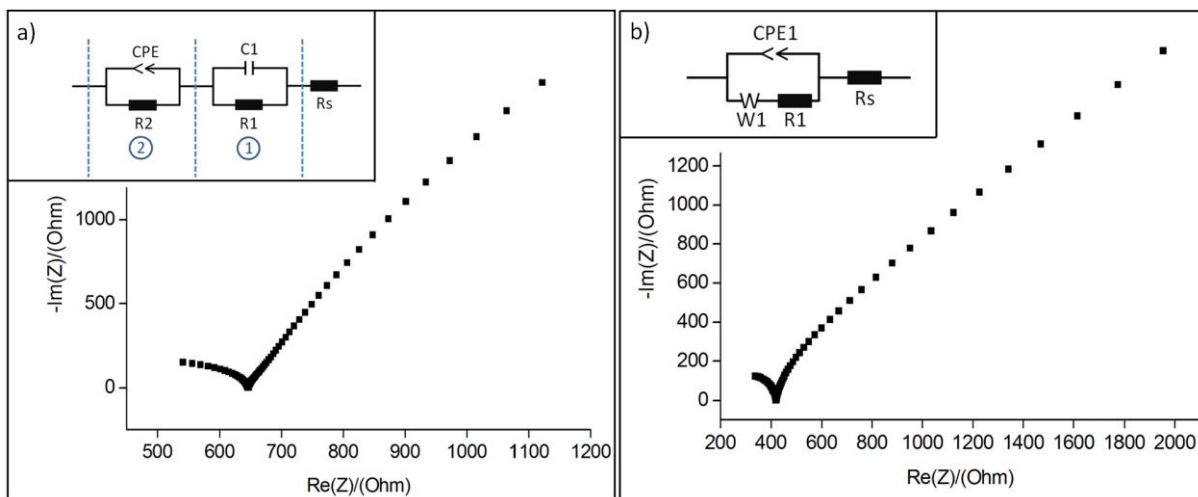 a)
CPE
C1
R2
R1
Rs
2
1
-Im(Z)/(Ohm)
1000
500
0
500 600 700 800 900 1000 1100 1200
Re(Z)/(Ohm)
b)
CPE1
W1
R1
Rs
-Im(Z)/(Ohm)
1200
1000
800
600
400
200
0
200 400 600 800 1000 1200 1400 1600 1800 2000
Re(Z)/(Ohm)